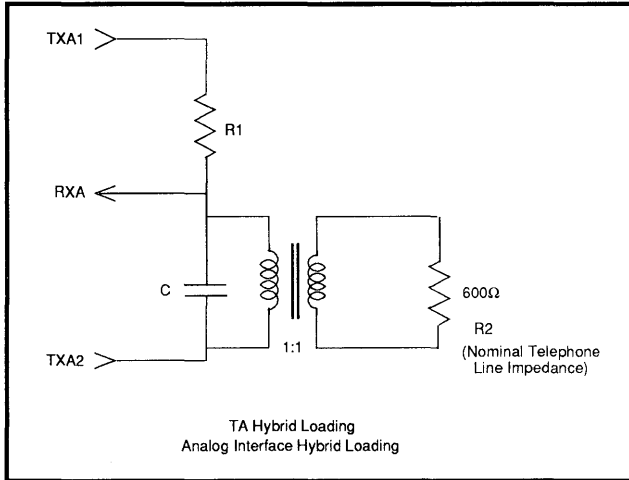 TXA1
R1
RXA
C
600Ω
R2
(Nominal Telephone
Line Impedance)
TXA2
1:1
TA Hybrid Loading
Analog Interface Hybrid Loading